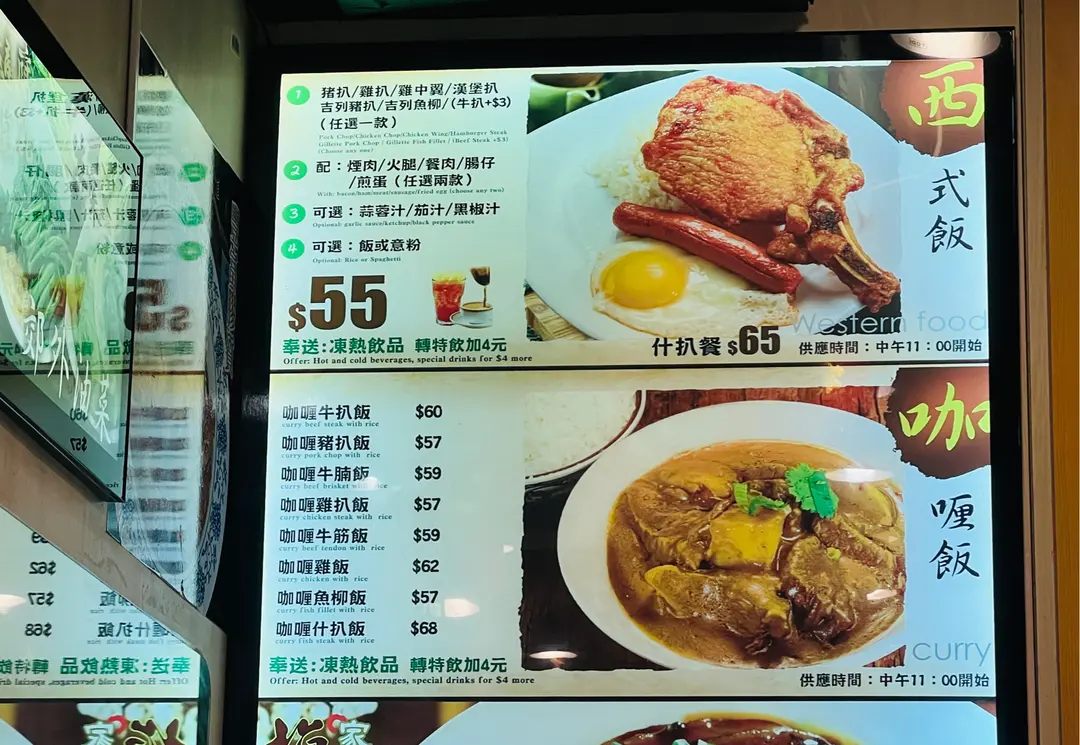 1 豬扒/雞扒/雞中翼/漢堡扒
吉列豬扒/吉列魚柳/(牛扒+$3)
(任選一款)
Pork Chop/Chicken Chop/Chicken Wing/Hamburger Steak
Gillette Pork Chop / Gillette Fish Fillet / (Beef Steak +$3)
(Choose any one)
2 配：煙肉/火腿/餐肉/腸仔
/煎蛋（任選兩款）
With: bacon/ham/meat/sausage/fried egg (choose any two)
3 可選：蒜蓉汁/茄汁/黑椒汁
Optional: garlic sauce/ketchup/black pepper sauce
4 可選：飯或意粉
Optional: Rice or Spaghetti
$55
奉送:凍熱飲品 轉特飲加4元
Offer: Hot and cold beverages, special drinks for $4 more
西式飯
Western food
什扒餐 $65
供應時間：中午11：00開始
咖喱牛扒飯 $60
curry beef steak with rice
咖喱豬扒飯 $57
curry pork chop with rice
咖喱牛腩飯 $59
curry beef brisket with rice
咖喱雞扒飯 $57
curry chicken steak with rice
咖喱牛筋飯 $59
curry beef tendon with rice
咖喱雞飯 $62
curry chicken with rice
咖喱魚柳飯 $57
curry fish fillet with rice
咖喱什扒飯 $68
curry fish steak with rice
奉送:凍熱飲品 轉特飲加4元
Offer: Hot and cold beverages, special drinks for $4 more
咖喱飯
curry
供應時間：中午11：00開始
家